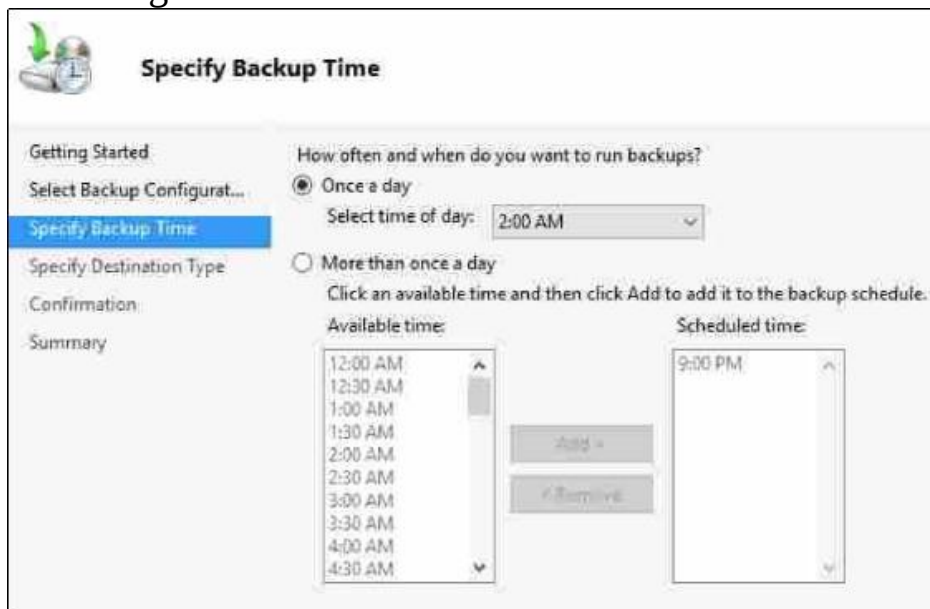 Specify Backup Time
Getting Started
Select Backup Configurat...
Specify Backup Time
Specify Destination Type
Confirmation
Summary
How often and when do you want to run backups?
Once a day
Select time of day: 2:00 AM
More than once a day
Click an available time and then click Add to add it to the backup schedule.
Available time: Scheduled time:
12:00 AM 9:00 PM
12:30 AM
1:00 AM
1:30 AM
2:00 AM
2:30 AM
3:00 AM
3:30 AM
4:00 AM
4:30 AM
Add >
< Remove